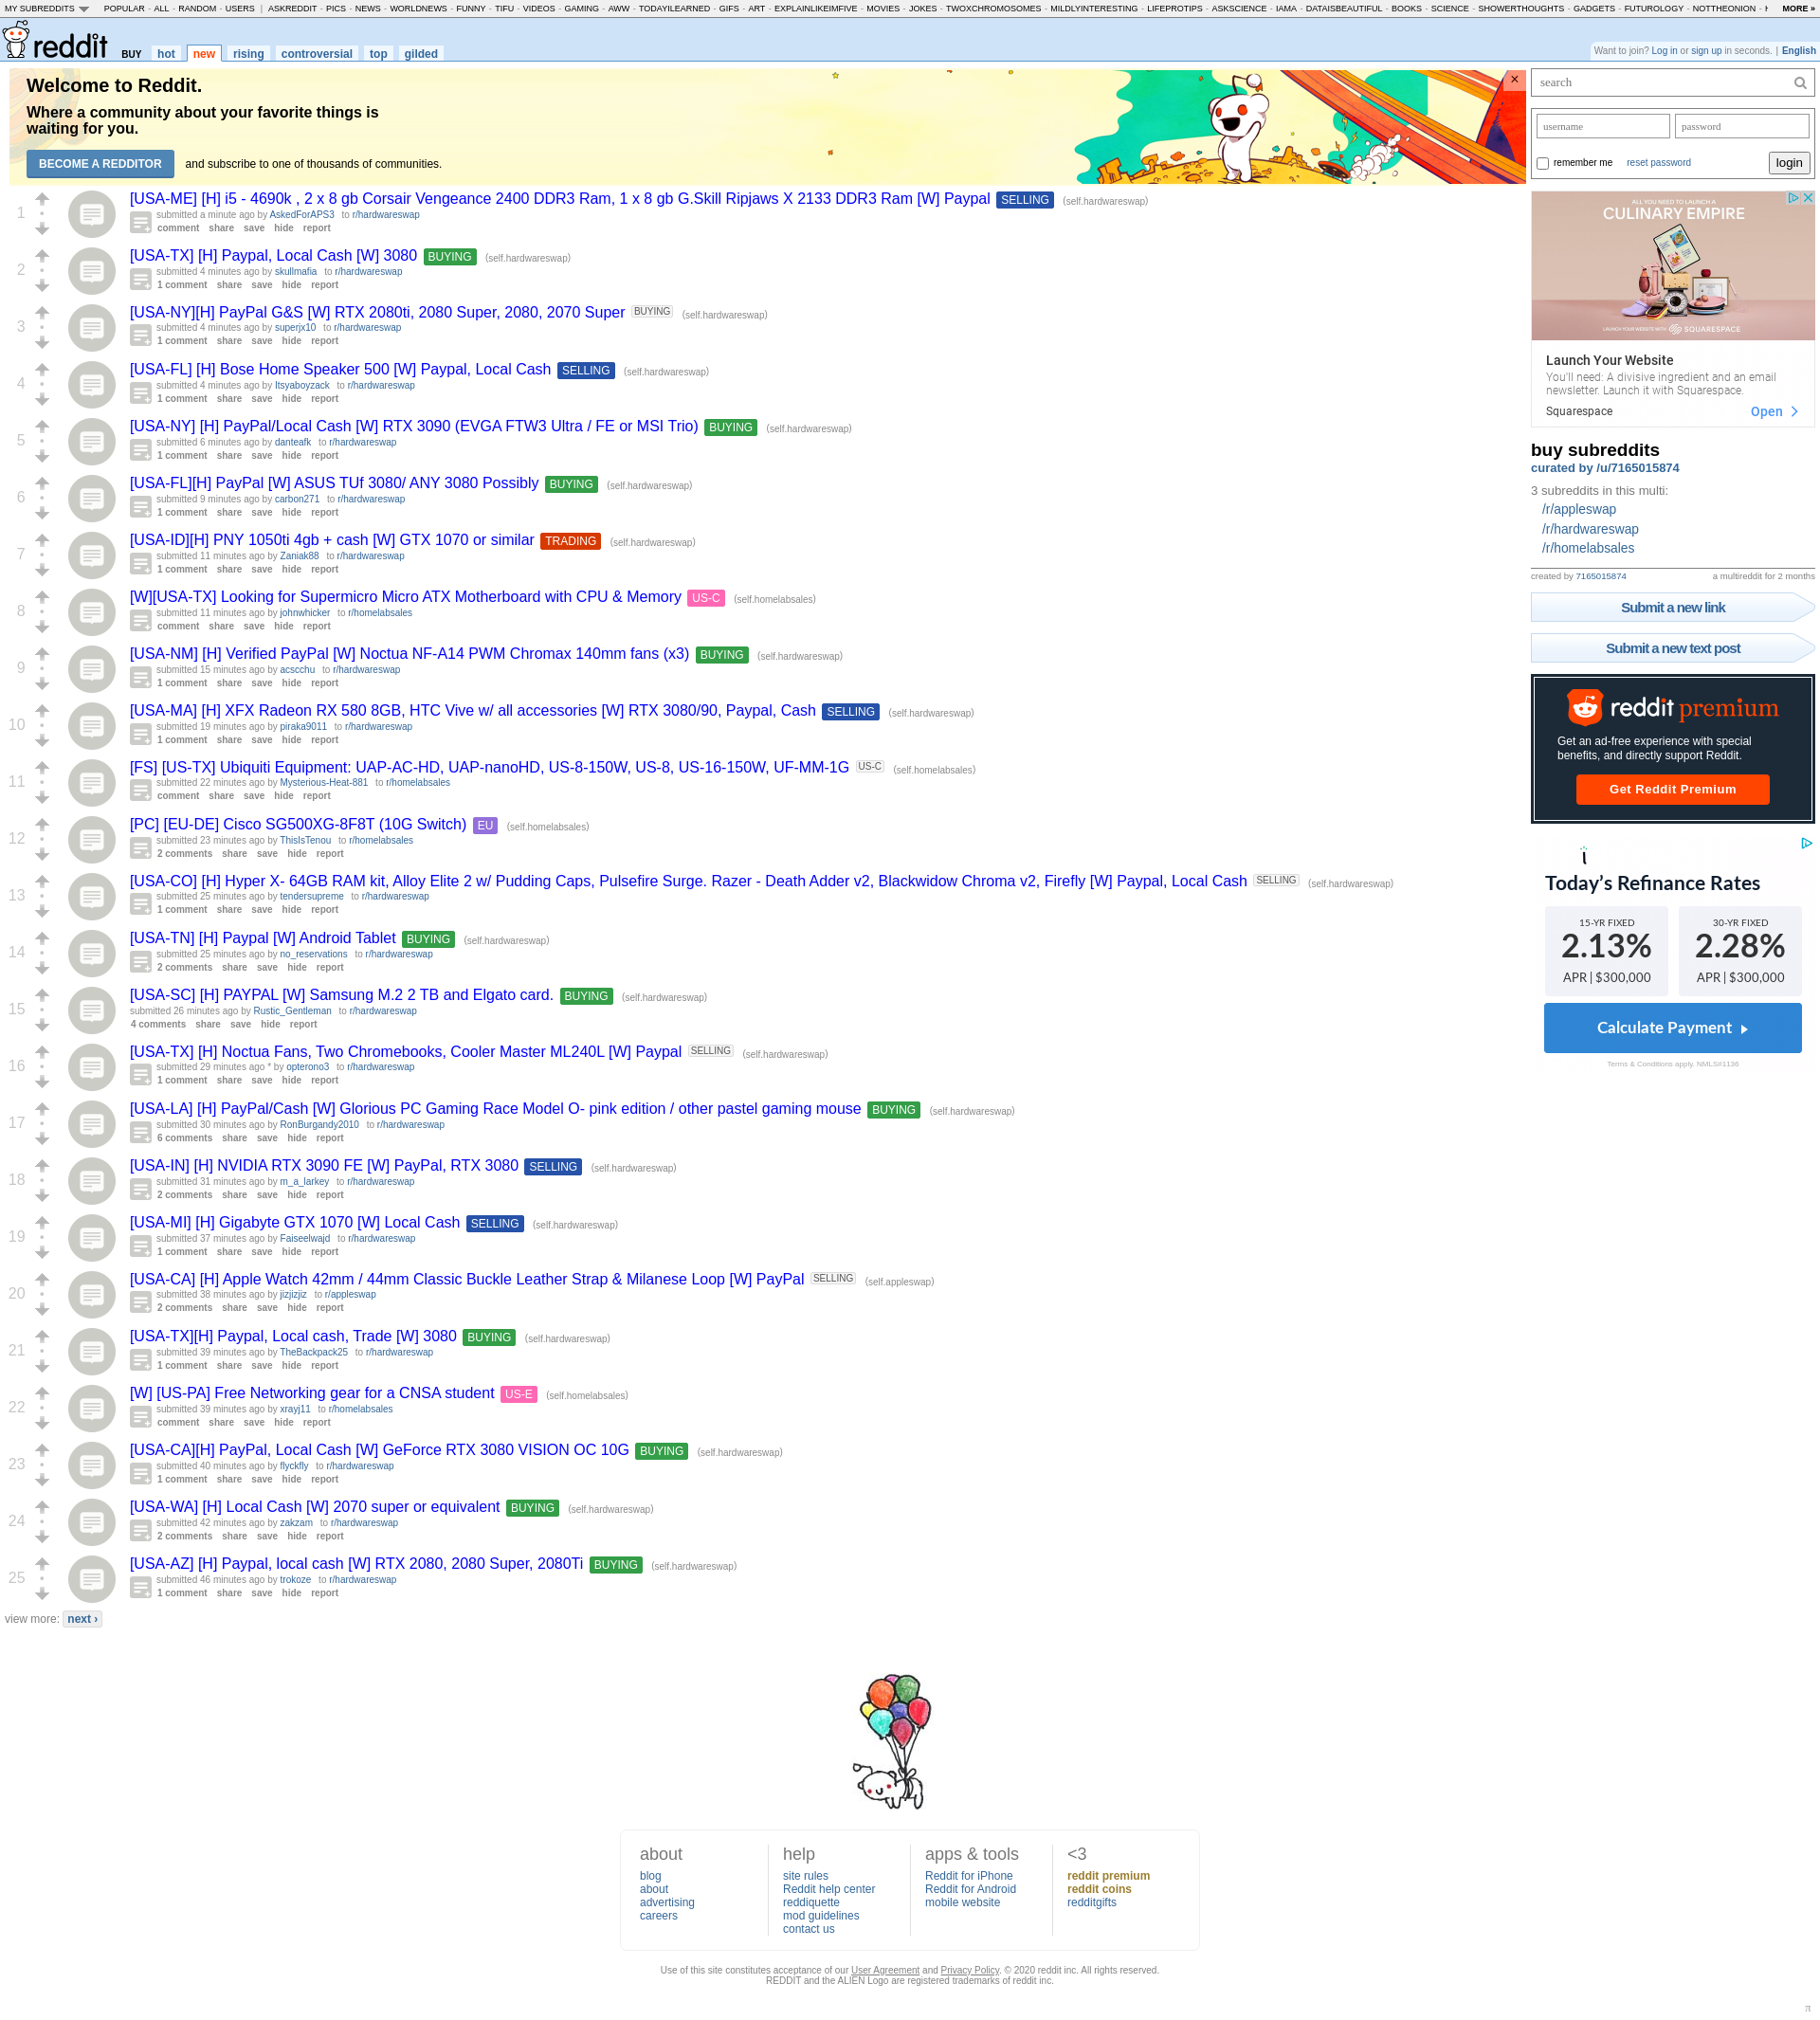 MY SUBREDDITS POPULAR - ALL - RANDOM - USERS | ASKREDDIT - PICS - NEWS - WORLDNEWS - FUNNY - TIFU - VIDEOS - GAMING - AWW - TODAYILEARNED - GIFS - ART - EXPLAINLIKEIMFIVE - MOVIES - JOKES - TWOXCHROMOSOMES - MILDLYINTERESTING - LIFEPROTIPS - ASKSCIENCE - IAMA - DATAISBEAUTIFUL - BOOKS - SCIENCE - SHOWERTHOUGHTS - GADGETS - FUTUROLOGY - NOTTHEONION - MORE »
reddit BUY hot new rising controversial top gilded
Want to join? Log in or sign up in seconds. | English
Welcome to Reddit.
Where a community about your favorite things is
waiting for you.
BECOME A REDDITOR and subscribe to one of thousands of communities.
1
[USA-ME] [H] i5 - 4690k , 2 x 8 gb Corsair Vengeance 2400 DDR3 Ram, 1 x 8 gb G.Skill Ripjaws X 2133 DDR3 Ram [W] Paypal SELLING (self.hardwareswap)
submitted a minute ago by AskedForAPS3 to r/hardwareswap
comment share save hide report
2
[USA-TX] [H] Paypal, Local Cash [W] 3080 BUYING (self.hardwareswap)
submitted 4 minutes ago by skullmafia to r/hardwareswap
1 comment share save hide report
3
[USA-NY][H] PayPal G&S [W] RTX 2080ti, 2080 Super, 2080, 2070 Super BUYING (self.hardwareswap)
submitted 4 minutes ago by superjx10 to r/hardwareswap
1 comment share save hide report
4
[USA-FL] [H] Bose Home Speaker 500 [W] Paypal, Local Cash SELLING (self.hardwareswap)
submitted 4 minutes ago by Itsyaboyzack to r/hardwareswap
1 comment share save hide report
5
[USA-NY] [H] PayPal/Local Cash [W] RTX 3090 (EVGA FTW3 Ultra / FE or MSI Trio) BUYING (self.hardwareswap)
submitted 6 minutes ago by danteafk to r/hardwareswap
1 comment share save hide report
6
[USA-FL][H] PayPal [W] ASUS TUf 3080/ ANY 3080 Possibly BUYING (self.hardwareswap)
submitted 9 minutes ago by carbon271 to r/hardwareswap
1 comment share save hide report
7
[USA-ID][H] PNY 1050ti 4gb + cash [W] GTX 1070 or similar TRADING (self.hardwareswap)
submitted 11 minutes ago by Zaniak88 to r/hardwareswap
1 comment share save hide report
8
[W][USA-TX] Looking for Supermicro Micro ATX Motherboard with CPU & Memory US-C (self.homelabsales)
submitted 11 minutes ago by johnwhicker to r/homelabsales
comment share save hide report
9
[USA-NM] [H] Verified PayPal [W] Noctua NF-A14 PWM Chromax 140mm fans (x3) BUYING (self.hardwareswap)
submitted 15 minutes ago by acscchu to r/hardwareswap
1 comment share save hide report
10
[USA-MA] [H] XFX Radeon RX 580 8GB, HTC Vive w/ all accessories [W] RTX 3080/90, Paypal, Cash SELLING (self.hardwareswap)
submitted 19 minutes ago by piraka9011 to r/hardwareswap
1 comment share save hide report
11
[FS] [US-TX] Ubiquiti Equipment: UAP-AC-HD, UAP-nanoHD, US-8-150W, US-8, US-16-150W, UF-MM-1G US-C (self.homelabsales)
submitted 22 minutes ago by Mysterious-Heat-881 to r/homelabsales
comment share save hide report
12
[PC] [EU-DE] Cisco SG500XG-8F8T (10G Switch) EU (self.homelabsales)
submitted 23 minutes ago by ThisIsTenou to r/homelabsales
2 comments share save hide report
13
[USA-CO] [H] Hyper X- 64GB RAM kit, Alloy Elite 2 w/ Pudding Caps, Pulsefire Surge. Razer - Death Adder v2, Blackwidow Chroma v2, Firefly [W] Paypal, Local Cash SELLING (self.hardwareswap)
submitted 25 minutes ago by tendersupreme to r/hardwareswap
1 comment share save hide report
14
[USA-TN] [H] Paypal [W] Android Tablet BUYING (self.hardwareswap)
submitted 25 minutes ago by no_reservations to r/hardwareswap
2 comments share save hide report
15
[USA-SC] [H] PAYPAL [W] Samsung M.2 2 TB and Elgato card. BUYING (self.hardwareswap)
submitted 26 minutes ago by Rustic_Gentleman to r/hardwareswap
4 comments share save hide report
16
[USA-TX] [H] Noctua Fans, Two Chromebooks, Cooler Master ML240L [W] Paypal SELLING (self.hardwareswap)
submitted 29 minutes ago * by opterono3 to r/hardwareswap
1 comment share save hide report
17
[USA-LA] [H] PayPal/Cash [W] Glorious PC Gaming Race Model O- pink edition / other pastel gaming mouse BUYING (self.hardwareswap)
submitted 30 minutes ago by RonBurgandy2010 to r/hardwareswap
6 comments share save hide report
18
[USA-IN] [H] NVIDIA RTX 3090 FE [W] PayPal, RTX 3080 SELLING (self.hardwareswap)
submitted 31 minutes ago by m_a_larkey to r/hardwareswap
2 comments share save hide report
19
[USA-MI] [H] Gigabyte GTX 1070 [W] Local Cash SELLING (self.hardwareswap)
submitted 37 minutes ago by Faiseelwajd to r/hardwareswap
1 comment share save hide report
20
[USA-CA] [H] Apple Watch 42mm / 44mm Classic Buckle Leather Strap & Milanese Loop [W] PayPal SELLING (self.appleswap)
submitted 38 minutes ago by jizjizjiz to r/appleswap
2 comments share save hide report
21
[USA-TX][H] Paypal, Local cash, Trade [W] 3080 BUYING (self.hardwareswap)
submitted 39 minutes ago by TheBackpack25 to r/hardwareswap
1 comment share save hide report
22
[W] [US-PA] Free Networking gear for a CNSA student US-E (self.homelabsales)
submitted 39 minutes ago by xrayj11 to r/homelabsales
comment share save hide report
23
[USA-CA][H] PayPal, Local Cash [W] GeForce RTX 3080 VISION OC 10G BUYING (self.hardwareswap)
submitted 40 minutes ago by flyckfly to r/hardwareswap
1 comment share save hide report
24
[USA-WA] [H] Local Cash [W] 2070 super or equivalent BUYING (self.hardwareswap)
submitted 42 minutes ago by zakzam to r/hardwareswap
2 comments share save hide report
25
[USA-AZ] [H] Paypal, local cash [W] RTX 2080, 2080 Super, 2080Ti BUYING (self.hardwareswap)
submitted 46 minutes ago by trokoze to r/hardwareswap
1 comment share save hide report
view more: next ›
search
username password
remember me reset password login
ALL YOU NEED TO LAUNCH A
CULINARY EMPIRE
LAUNCH YOUR WEBSITE WITH SQUARESPACE
Launch Your Website
You'll need: A divisive ingredient and an email
newsletter. Launch it with Squarespace.
Squarespace Open
buy subreddits
curated by /u/7165015874
3 subreddits in this multi:
/r/appleswap
/r/hardwareswap
/r/homelabsales
created by 7165015874 a multireddit for 2 months
Submit a new link
Submit a new text post
reddit premium
Get an ad-free experience with special
benefits, and directly support Reddit.
Get Reddit Premium
Today's Refinance Rates
15-YR FIXED 30-YR FIXED
2.13% 2.28%
APR | $300,000 APR | $300,000
Calculate Payment
Terms & Conditions apply. NMLS#1136
about
blog
about
advertising
careers
help
site rules
Reddit help center
reddiquette
mod guidelines
contact us
apps & tools
Reddit for iPhone
Reddit for Android
mobile website
<3
reddit premium
reddit coins
redditgifts
Use of this site constitutes acceptance of our User Agreement and Privacy Policy. © 2020 reddit inc. All rights reserved.
REDDIT and the ALIEN Logo are registered trademarks of reddit inc.
π